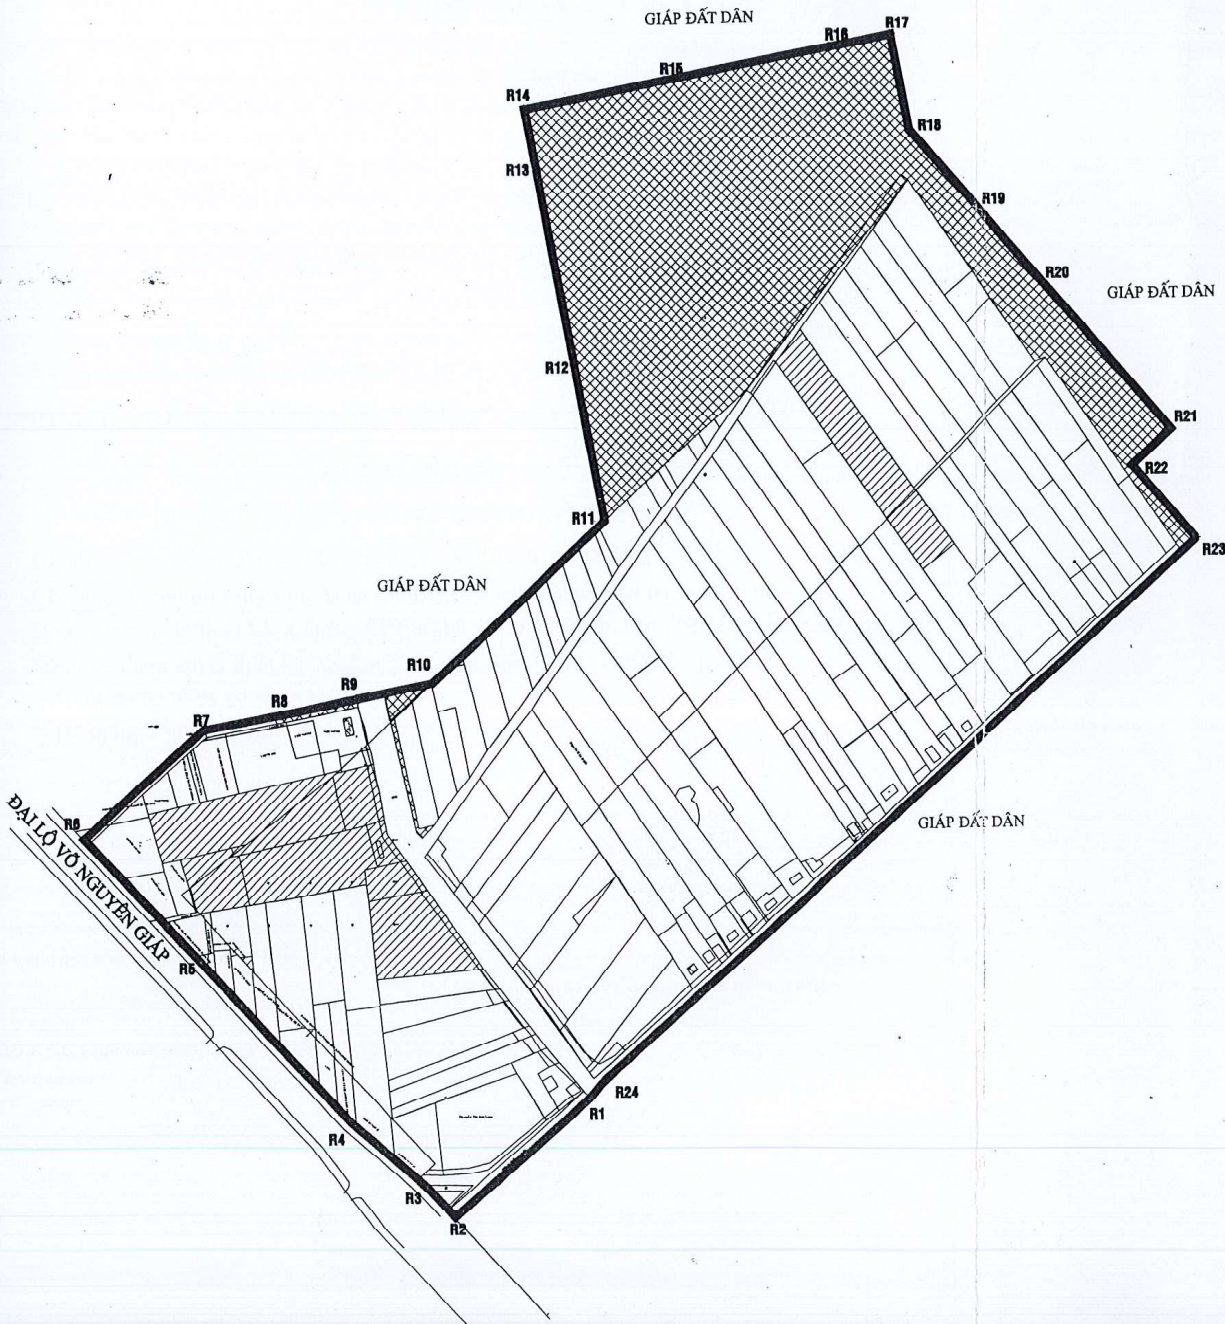 GIÁP ĐẤT DÂN
R17
R16
R15
R14
R18
R13
R19
R20
GIÁP ĐẤT DÂN
R12
R21
R22
R11
R23
GIÁP ĐẤT DÂN
R10
R9
R8
R7
R6
ĐẠI LỘ VÕ NGUYÊN GIÁP
GIÁP ĐẤT DÂN
R5
R24
R1
R4
R3
R2